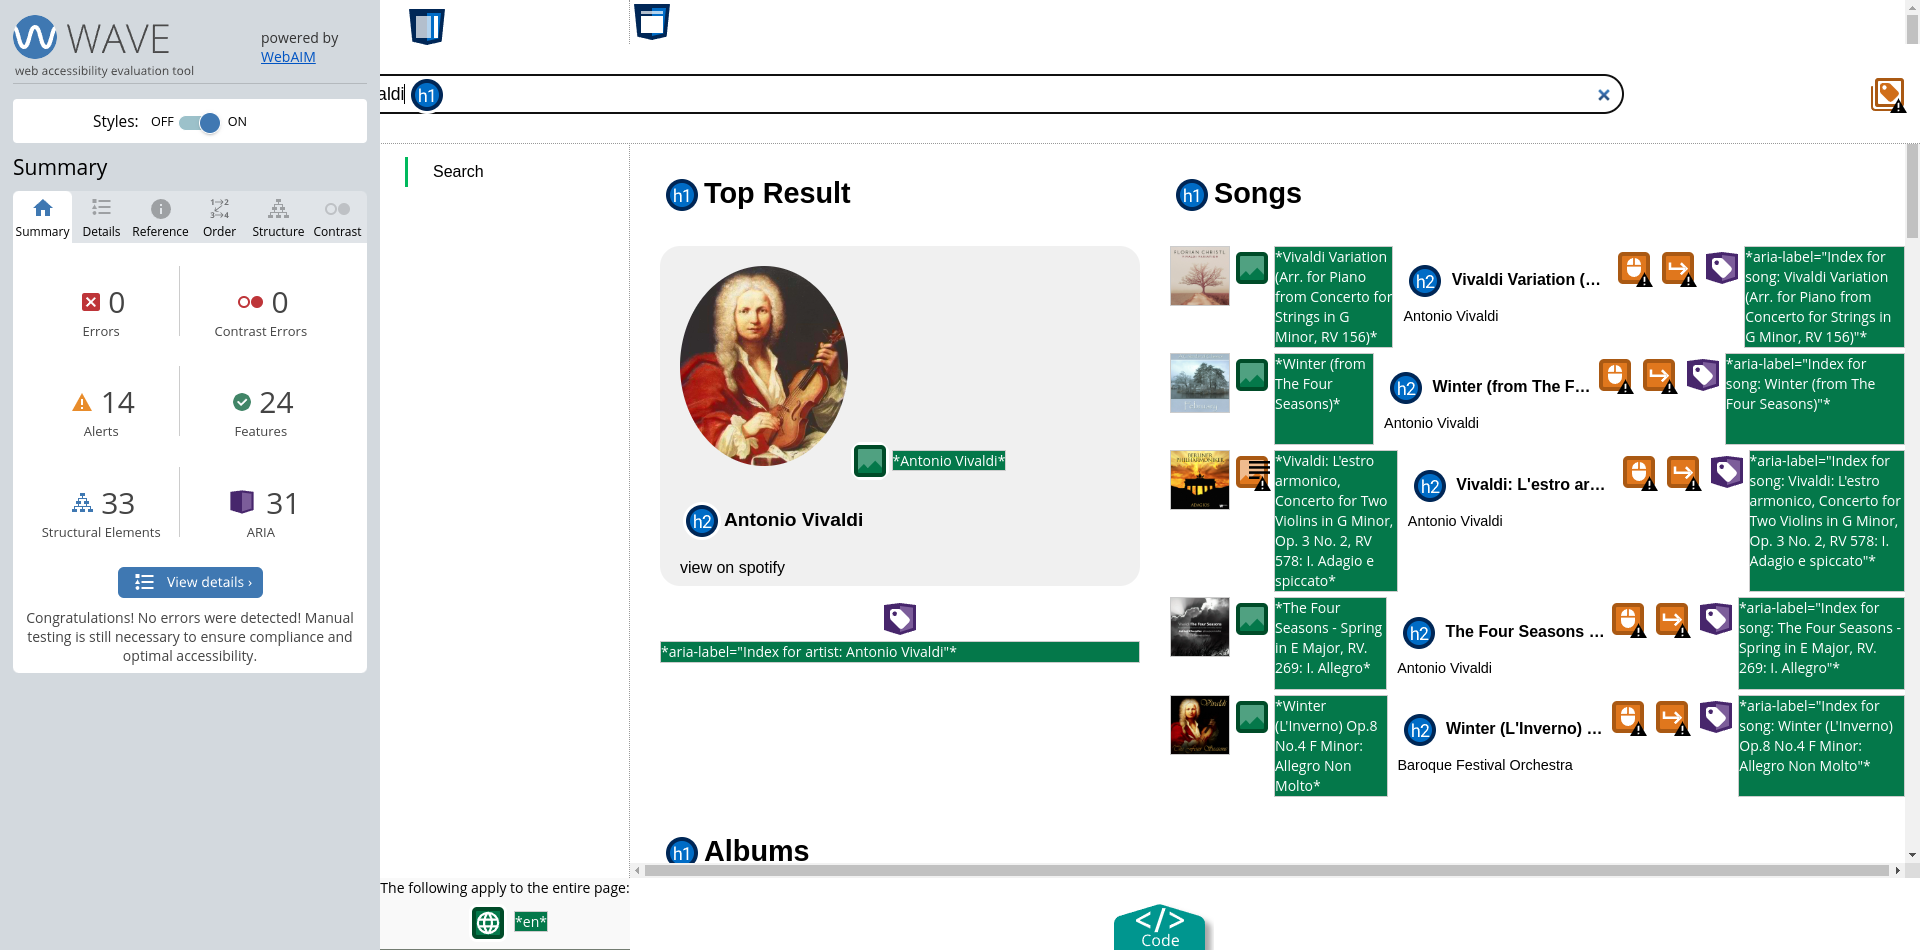 WAVE
web accessibility evaluation tool
powered by
WebAIM
Styles: OFF ON
Summary
Summary Details Reference Order Structure Contrast
0
Errors
0
Contrast Errors
14
Alerts
24
Features
33
Structural Elements
31
ARIA
View details ›
Congratulations! No errors were detected! Manual
testing is still necessary to ensure compliance and
optimal accessibility.
aldi h1
Search
h1 Top Result
*Antonio Vivaldi*
h2 Antonio Vivaldi
view on spotify
*aria-label="Index for artist: Antonio Vivaldi"*
h1 Songs
*Vivaldi Variation
(Arr. for Piano
from Concerto for
Strings in G
Minor, RV 156)*
h2 Vivaldi Variation (...
Antonio Vivaldi
*aria-label="Index for
song: Vivaldi Variation
(Arr. for Piano from
Concerto for Strings in
G Minor, RV 156)"*
*Winter (from
The Four
Seasons)*
h2 Winter (from The F...
Antonio Vivaldi
*aria-label="Index for
song: Winter (from The
Four Seasons)"*
*Vivaldi: L'estro
armonico,
Concerto for Two
Violins in G Minor,
Op. 3 No. 2, RV
578: I. Adagio e
spiccato*
h2 Vivaldi: L'estro ar...
Antonio Vivaldi
*aria-label="Index for
song: Vivaldi: L'estro
armonico, Concerto for
Two Violins in G Minor,
Op. 3 No. 2, RV 578: I.
Adagio e spiccato"*
*The Four
Seasons - Spring
in E Major, RV.
269: I. Allegro*
h2 The Four Seasons ...
Antonio Vivaldi
*aria-label="Index for
song: The Four Seasons -
Spring in E Major, RV.
269: I. Allegro"*
*Winter
(L'Inverno) Op.8
No.4 F Minor:
Allegro Non
Molto*
h2 Winter (L'Inverno) ...
Baroque Festival Orchestra
*aria-label="Index for
song: Winter (L'Inverno)
Op.8 No.4 F Minor:
Allegro Non Molto"*
h1 Albums
The following apply to the entire page:
*en*
</>
Code